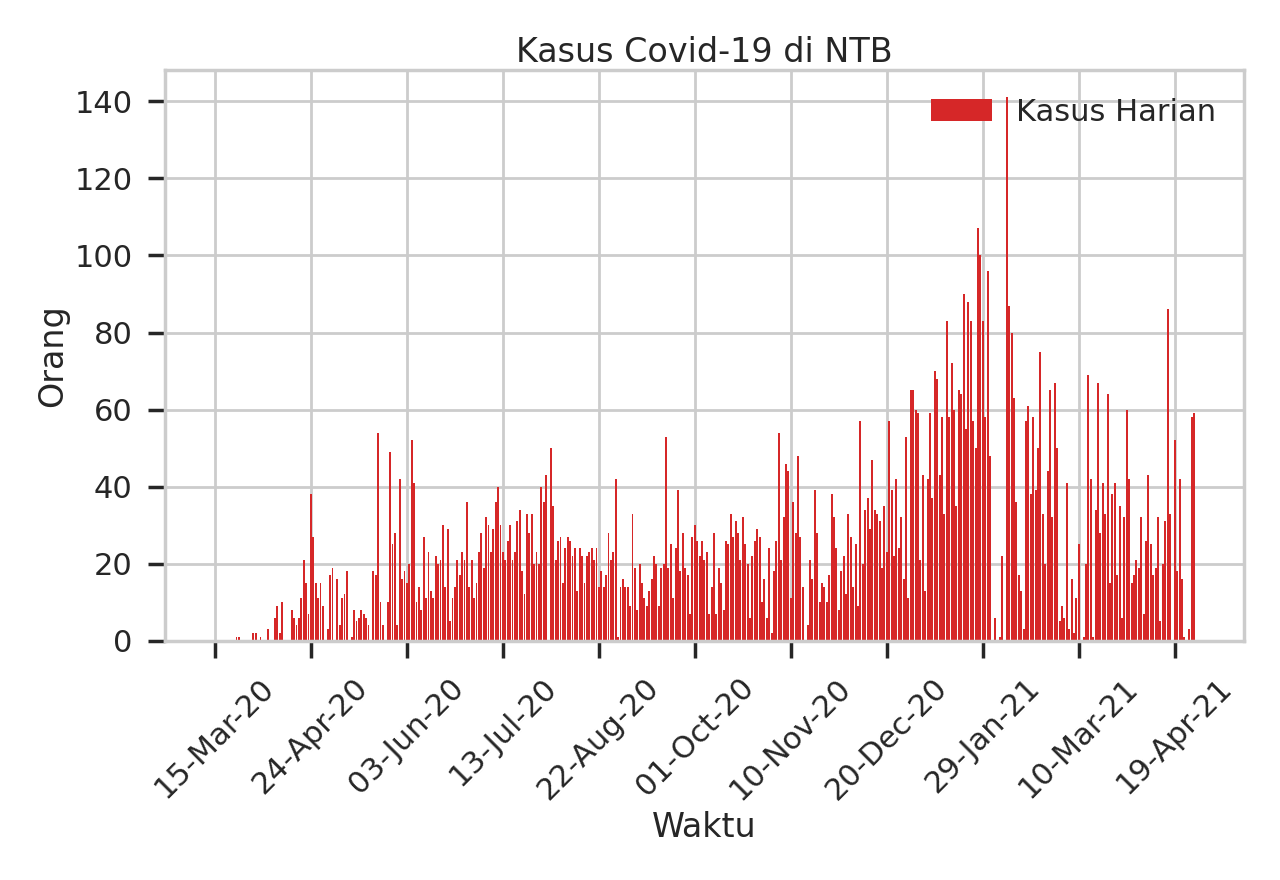 Kasus Covid-19 di NTB
Kasus Harian
140
120
100
80
60
40
20
0
Orang
15-Mar-20
24-Apr-20
03-Jun-20
13-Jul-20
22-Aug-20
01-Oct-20
10-Nov-20
20-Dec-20
29-Jan-21
10-Mar-21
19-Apr-21
Waktu